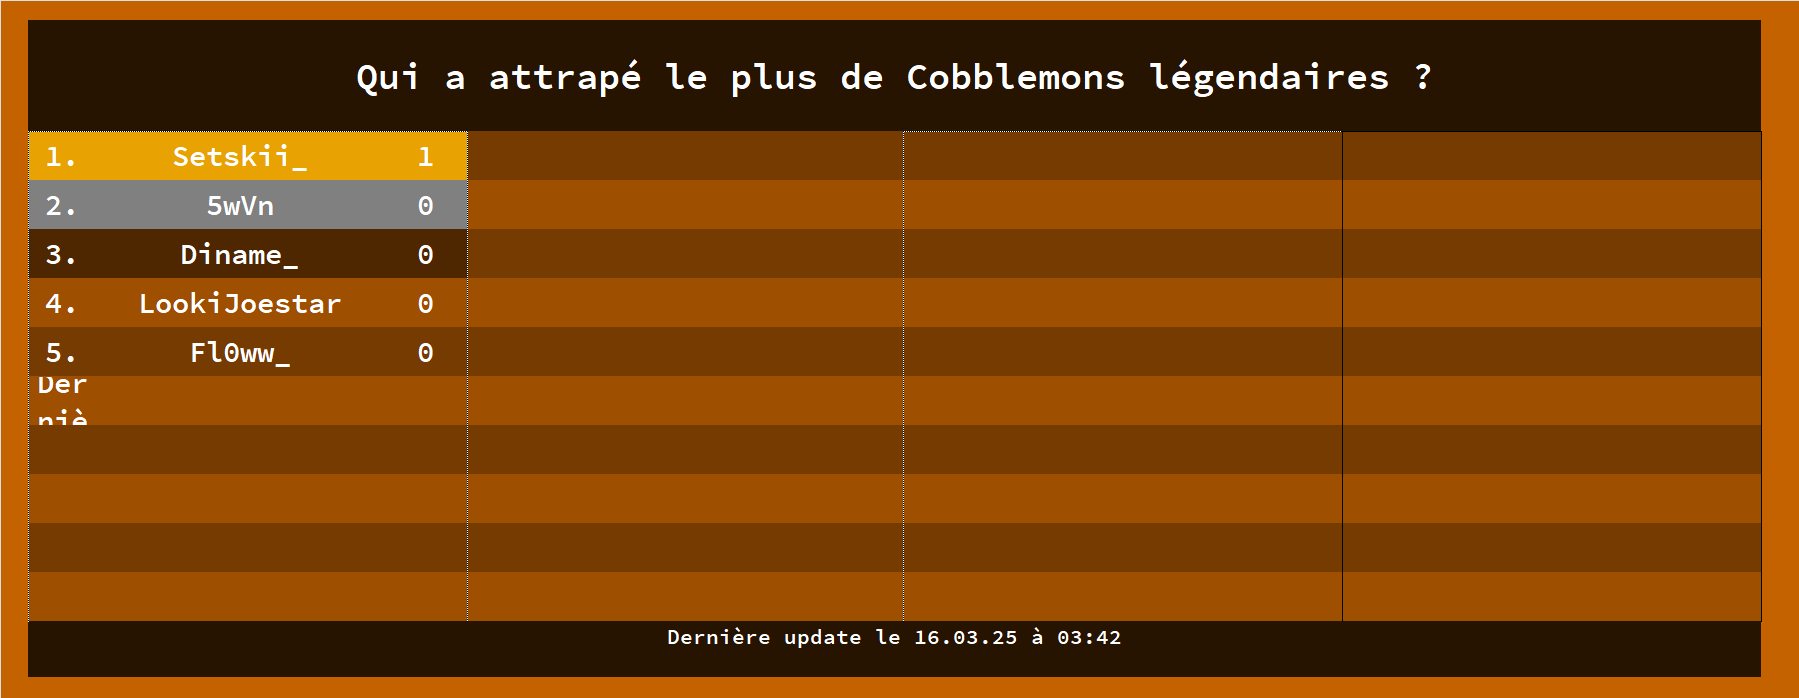 Qui a attrapé le plus de Cobblemons légendaires ?
1. Setskii_ 1
2. 5wVn 0
3. Diname_ 0
4. LookiJoestar 0
5. Fl0ww_ 0
Der
niè
Dernière update le 16.03.25 à 03:42